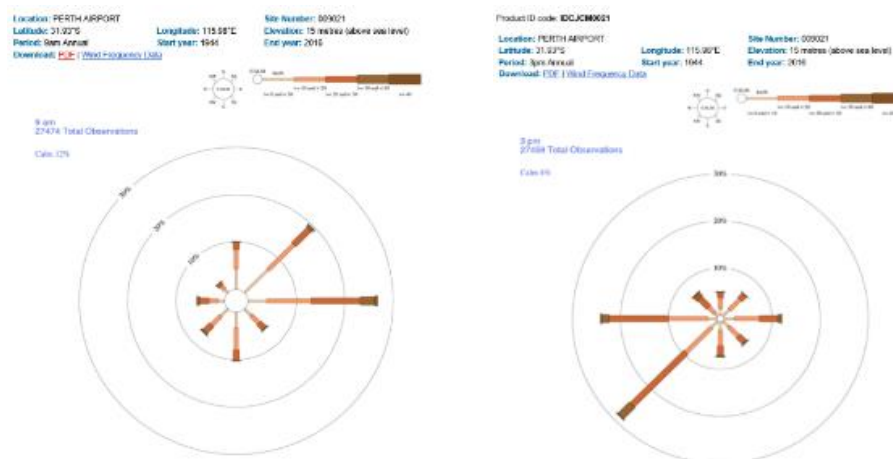 Location: PERTH AIRPORT Site Number: 009021
Latitude: 31.93°S Longitude: 115.98°E Elevation: 15 metres (above sea level)
Period: 9am Annual Start year: 1944 End year: 2016
Download: PDF | Wind Frequency Data
CALM
9 am
27474 Total Observations
Calm: 12%
30%
20%
10%
Product ID code: IDCJCM0021
Location: PERTH AIRPORT Site Number: 009021
Latitude: 31.93°S Longitude: 115.98°E Elevation: 15 metres (above sea level)
Period: 3pm Annual Start year: 1944 End year: 2016
Download: PDF | Wind Frequency Data
CALM
3 pm
Total Observations
Calm
30%
20%
10%